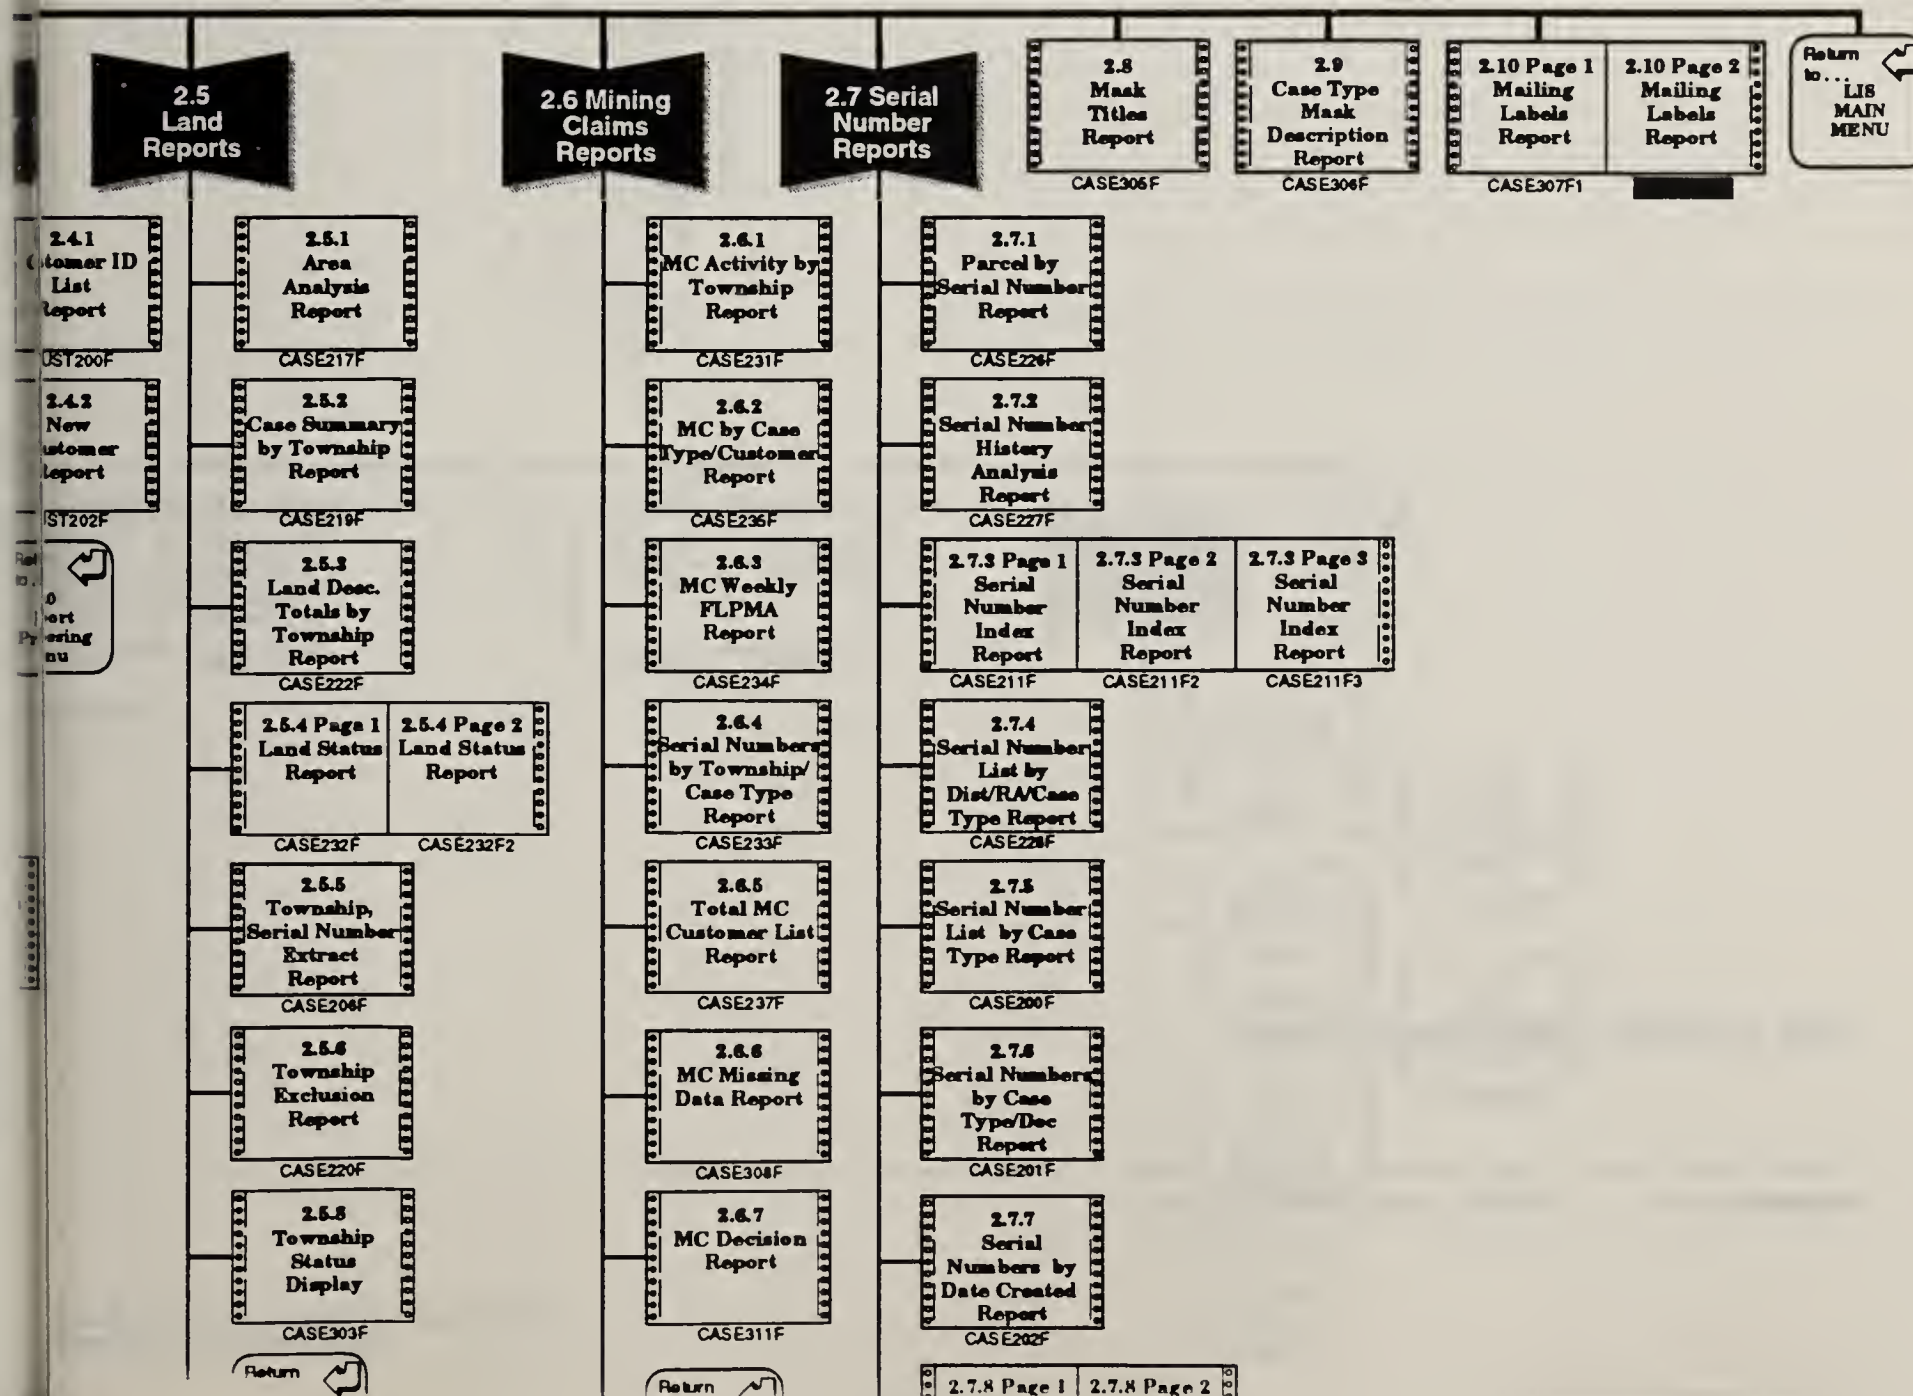 2.5
Land
Reports
2.6 Mining
Claims
Reports
2.7 Serial
Number
Reports
2.8
Mask
Titles
Report
CASE305F
2.9
Case Type
Mask
Description
Report
CASE306F
2.10 Page 1
Mailing
Labels
Report
CASE307F1
2.10 Page 2
Mailing
Labels
Report
Return
to...
LIS
MAIN
MENU
2.4.1
tomer ID
List
Report
UST200F
2.4.2
New
ustomer
Report
ST202F
2.5.1
Area
Analysis
Report
CASE217F
2.5.2
Case Summary
by Township
Report
CASE219F
2.5.3
Land Desc.
Totals by
Township
Report
CASE222F
2.5.4 Page 1
Land Status
Report
CASE232F
2.5.4 Page 2
Land Status
Report
CASE232F2
2.5.5
Township,
Serial Number
Extract
Report
CASE206F
2.5.6
Township
Exclusion
Report
CASE220F
2.5.8
Township
Status
Display
CASE303F
Return
2.6.1
MC Activity by
Township
Report
CASE231F
2.6.2
MC by Case
Type/Customer
Report
CASE235F
2.6.3
MC Weekly
FLPMA
Report
CASE234F
2.6.4
Serial Numbers
by Township/
Case Type
Report
CASE233F
2.6.5
Total MC
Customer List
Report
CASE237F
2.6.6
MC Missing
Data Report
CASE308F
2.6.7
MC Decision
Report
CASE311F
Return
2.7.1
Parcel by
Serial Number
Report
CASE226F
2.7.2
Serial Number
History
Analysis
Report
CASE227F
2.7.3 Page 1
Serial
Number
Index
Report
CASE211F
2.7.3 Page 2
Serial
Number
Index
Report
CASE211F2
2.7.3 Page 3
Serial
Number
Index
Report
CASE211F3
2.7.4
Serial Number
List by
Dist/RA/Case
Type Report
CASE228F
2.7.5
Serial Number
List by Case
Type Report
CASE200F
2.7.6
Serial Numbers
by Case
Type/Dec
Report
CASE201F
2.7.7
Serial
Numbers by
Date Created
Report
CASE202F
2.7.8 Page 1
2.7.8 Page 2